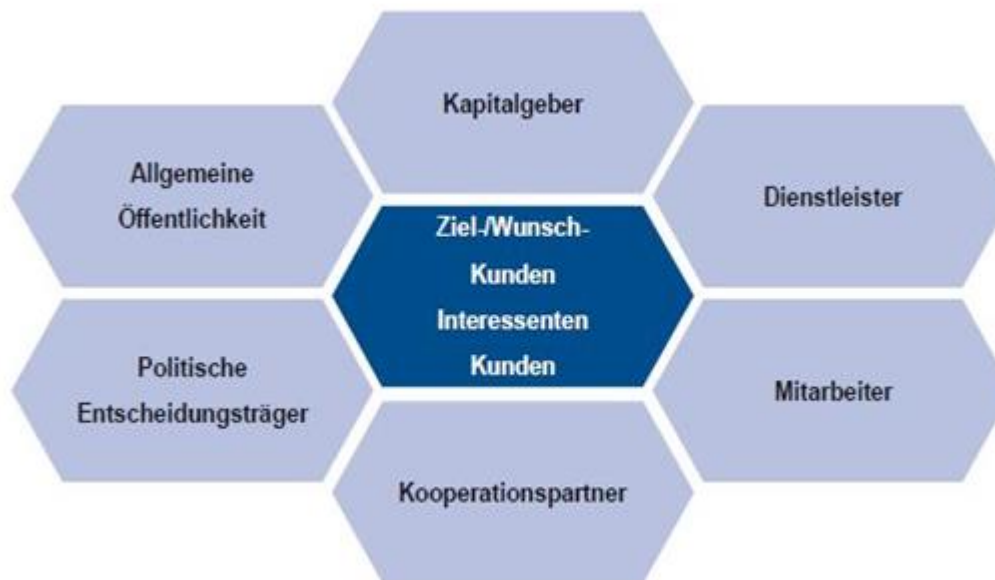 Kapitalgeber
Allgemeine
Öffentlichkeit
Dienstleister
Ziel-/Wunsch-
Kunden
Interessenten
Kunden
Politische
Entscheidungsträger
Mitarbeiter
Kooperationspartner